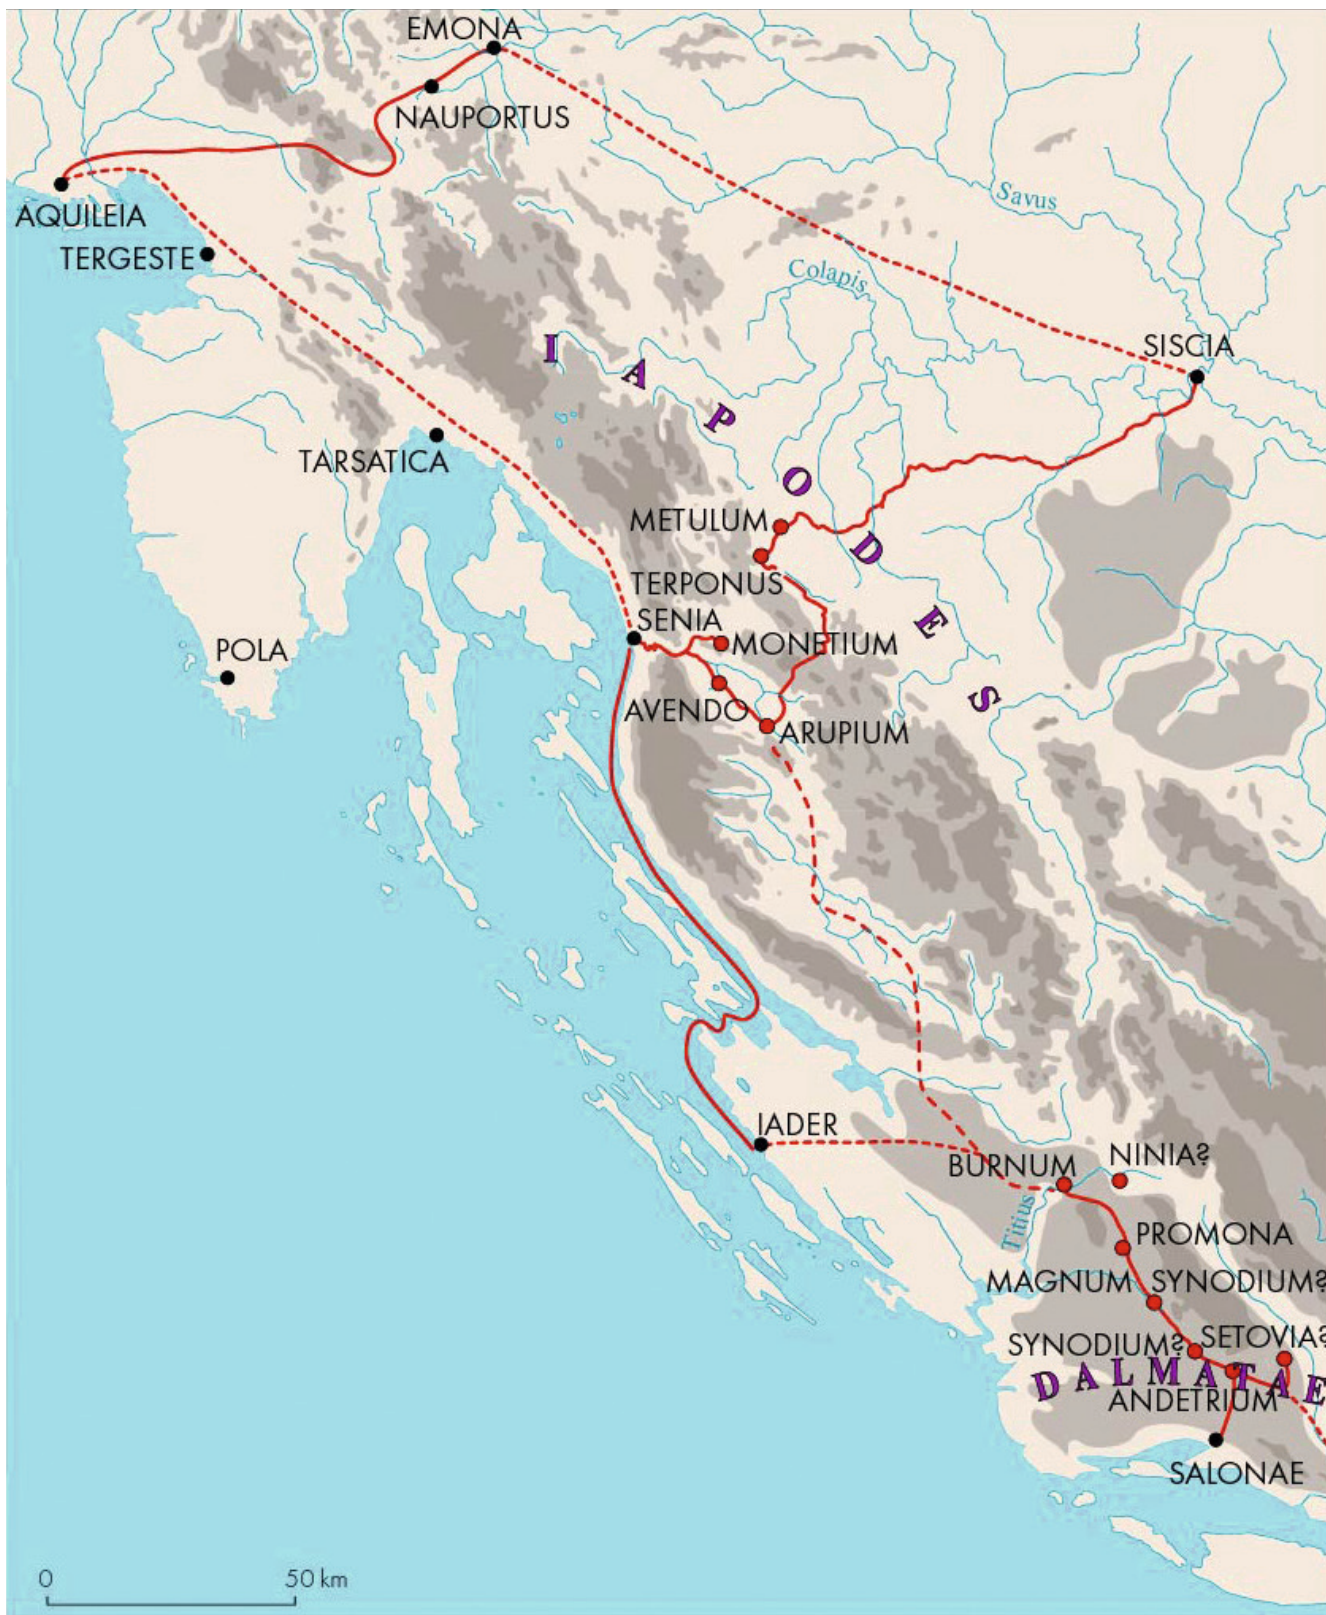 EMONA
NAUPORTUS
AQUILEIA
TERGESTE
Savus
Colapis
SISCIA
IAPODES
TARSATICA
METULUM
TERPONUS
SENIA
MONETIUM
POLA
AVENDO
ARUPIUM
IADER
BURNUM
NINIA?
Titius
PROMONA
MAGNUM
SYNODIUM?
SYNODIUM?
SETOVIA?
DALMATAE
ANDETRIUM
SALONAE
0 50 km